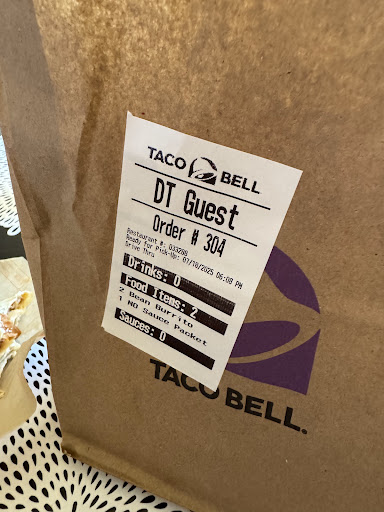 TACO BELL
DT Guest
Order # 304
Restaurant #: 033286
Ready for Pick-Up: 07/10/2025 06:08 PM
Drive Thru
Drinks: 0
Food Items: 2
2 Bean Burrito
1 NO Sauce Packet
Sauces: 0
TACO BELL.